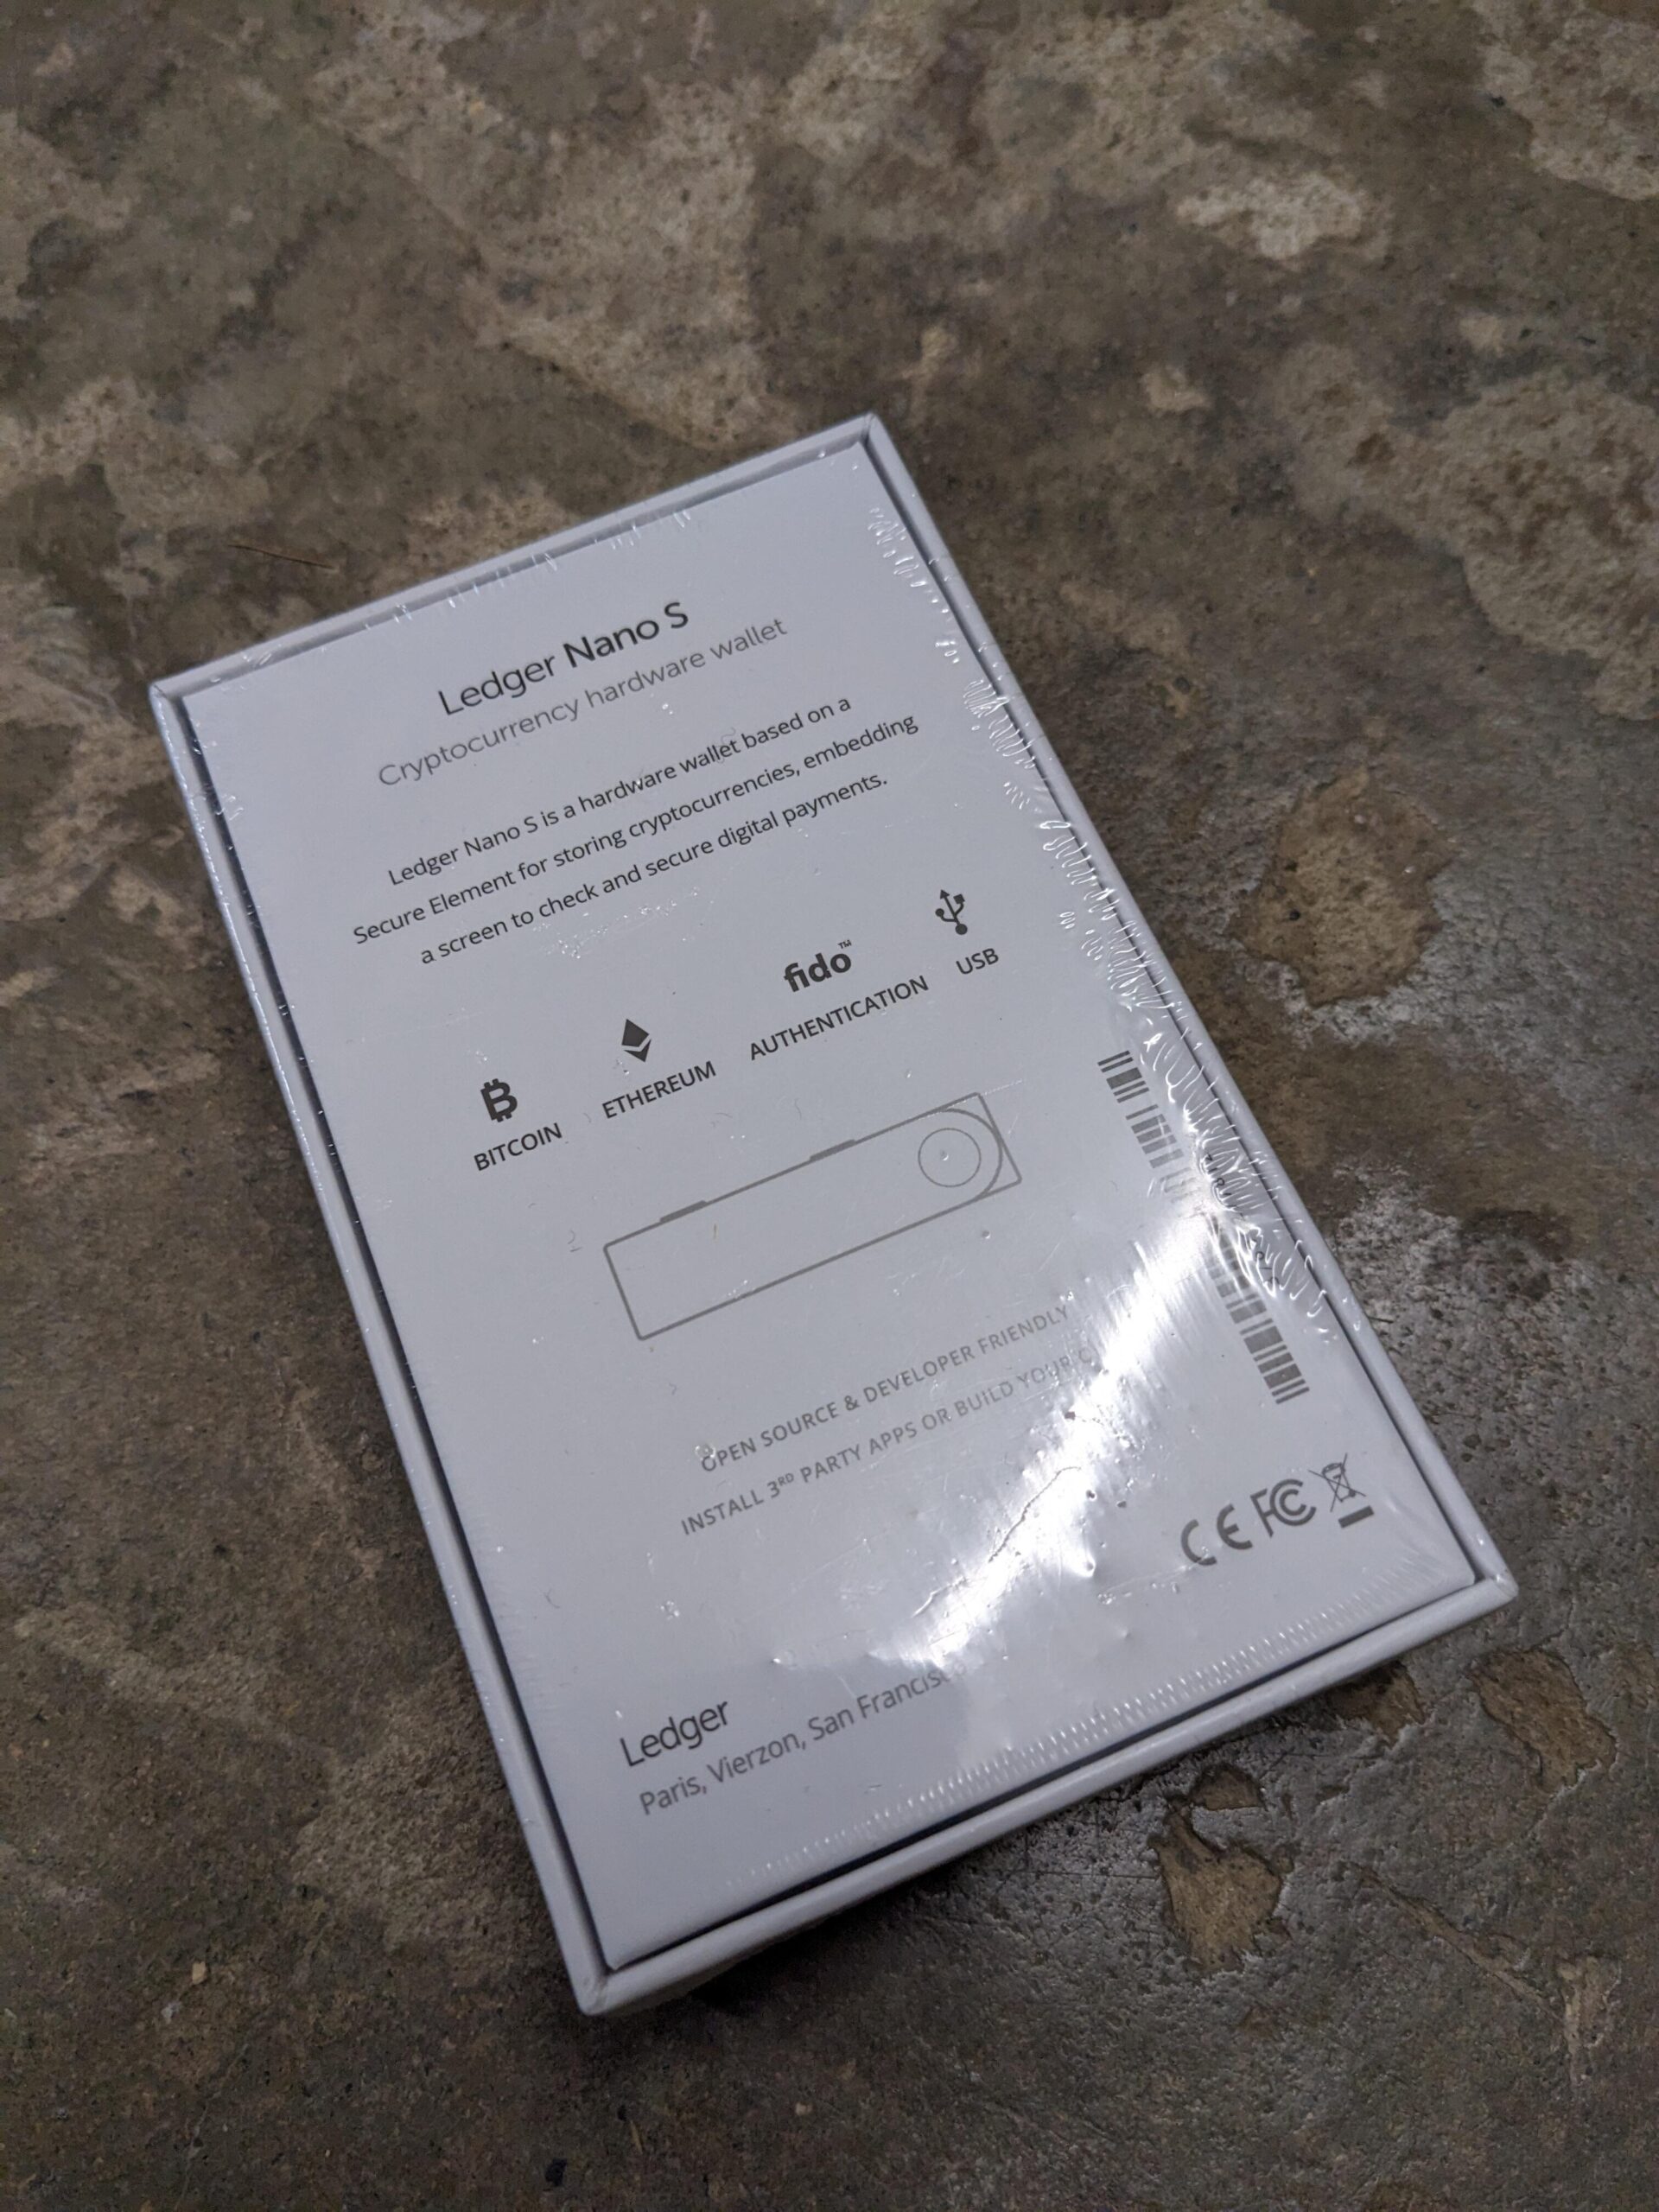 Ledger Nano S
Cryptocurrency hardware wallet
Ledger Nano S is a hardware wallet based on a
Secure Element for storing cryptocurrencies, embedding
a screen to check and secure digital payments.
BITCOIN
ETHEREUM
fido™
AUTHENTICATION
USB
OPEN SOURCE & DEVELOPER FRIENDLY
INSTALL 3RD PARTY APPS OR BUILD YOUR
CE FC
Ledger
Paris, Vierzon, San Francisco